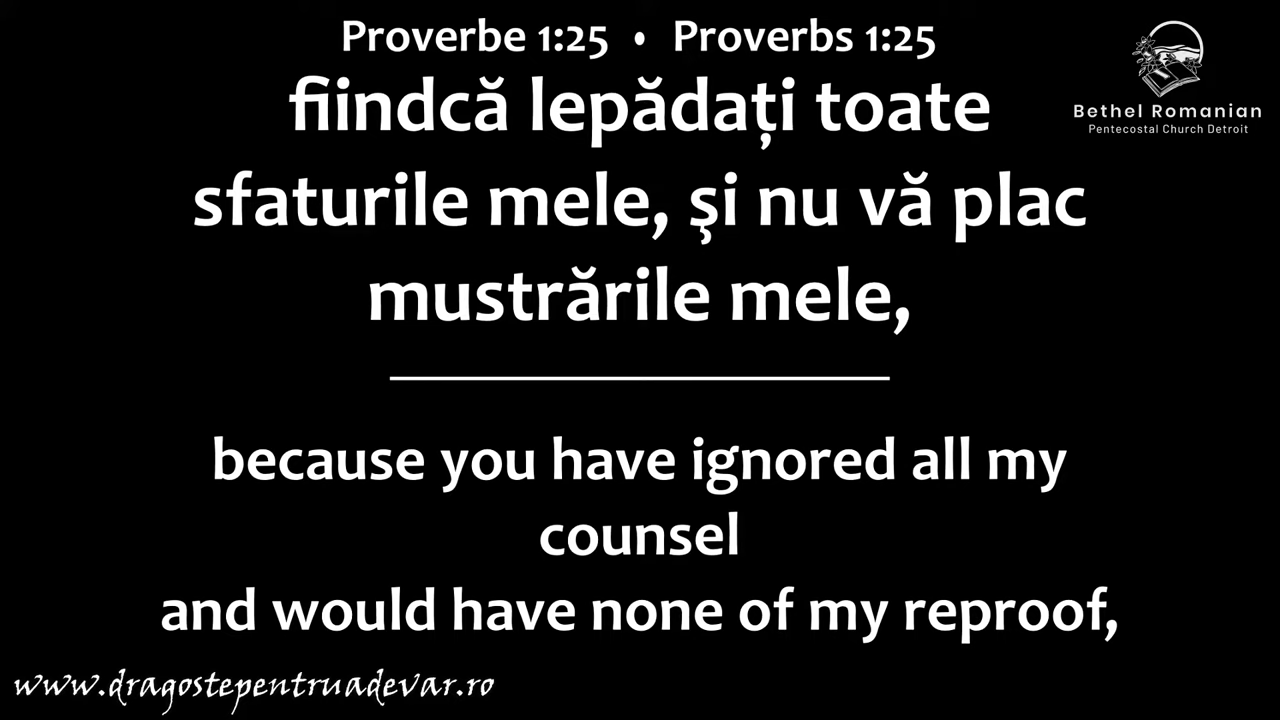 Proverbe 1:25 • Proverbs 1:25
Bethel Romanian
Pentecostal Church Detroit
fiindcă lepădaţi toate
sfaturile mele, şi nu vă plac
mustrările mele,
because you have ignored all my
counsel
and would have none of my reproof,
www.dragostepentruadevar.ro